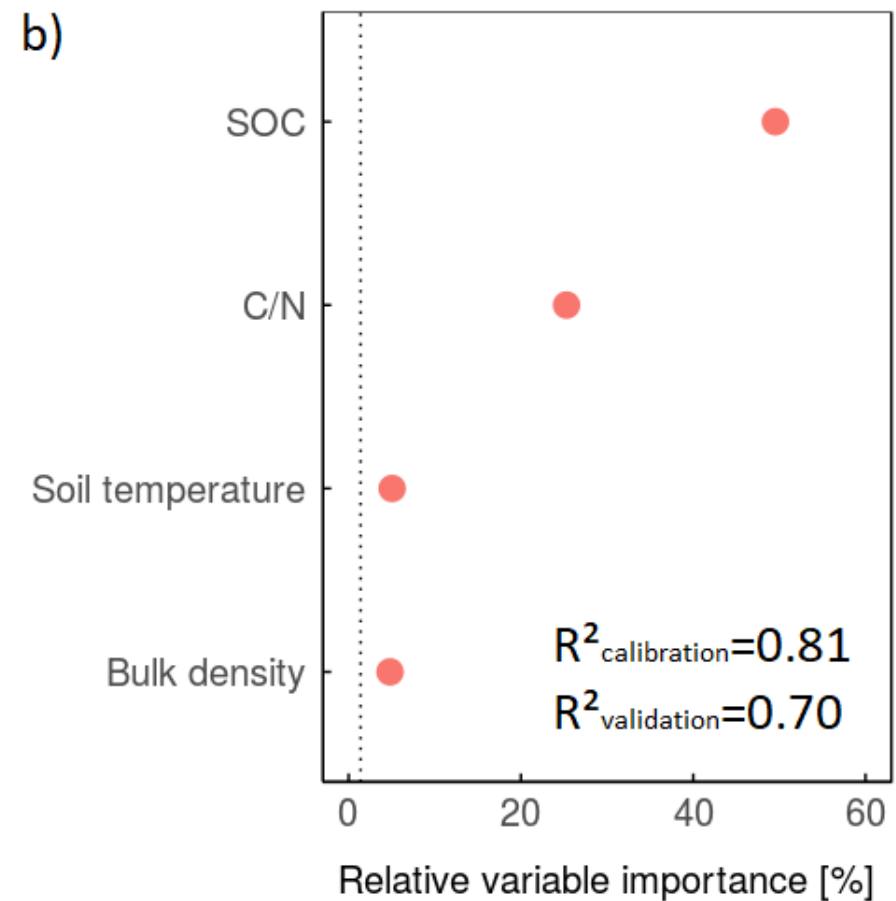 b)
SOC
C/N
Soil temperature
Bulk density
R²calibration=0.81
R²validation=0.70
0 20 40 60
Relative variable importance [%]